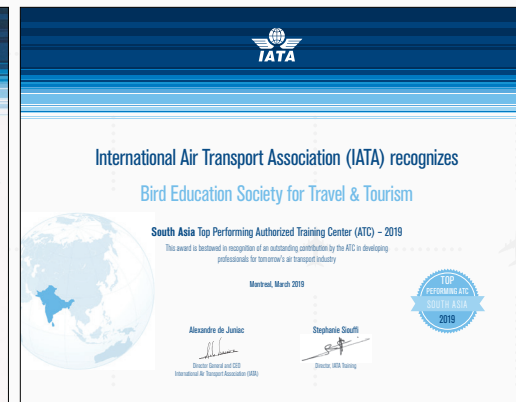 IATA
International Air Transport Association (IATA) recognizes
Bird Education Society for Travel & Tourism
South Asia Top Performing Authorized Training Center (ATC) – 2019
This award is bestowed in recognition of an outstanding contribution by the ATC in developing
professionals for tomorrow's air transport industry
Montreal, March 2019
TOP
PEFORMING ATC
SOUTH ASIA
2019
Alexandre de Juniac
Director General and CEO
International Air Transport Association (IATA)
Stephanie Siouffi
Director, IATA Training